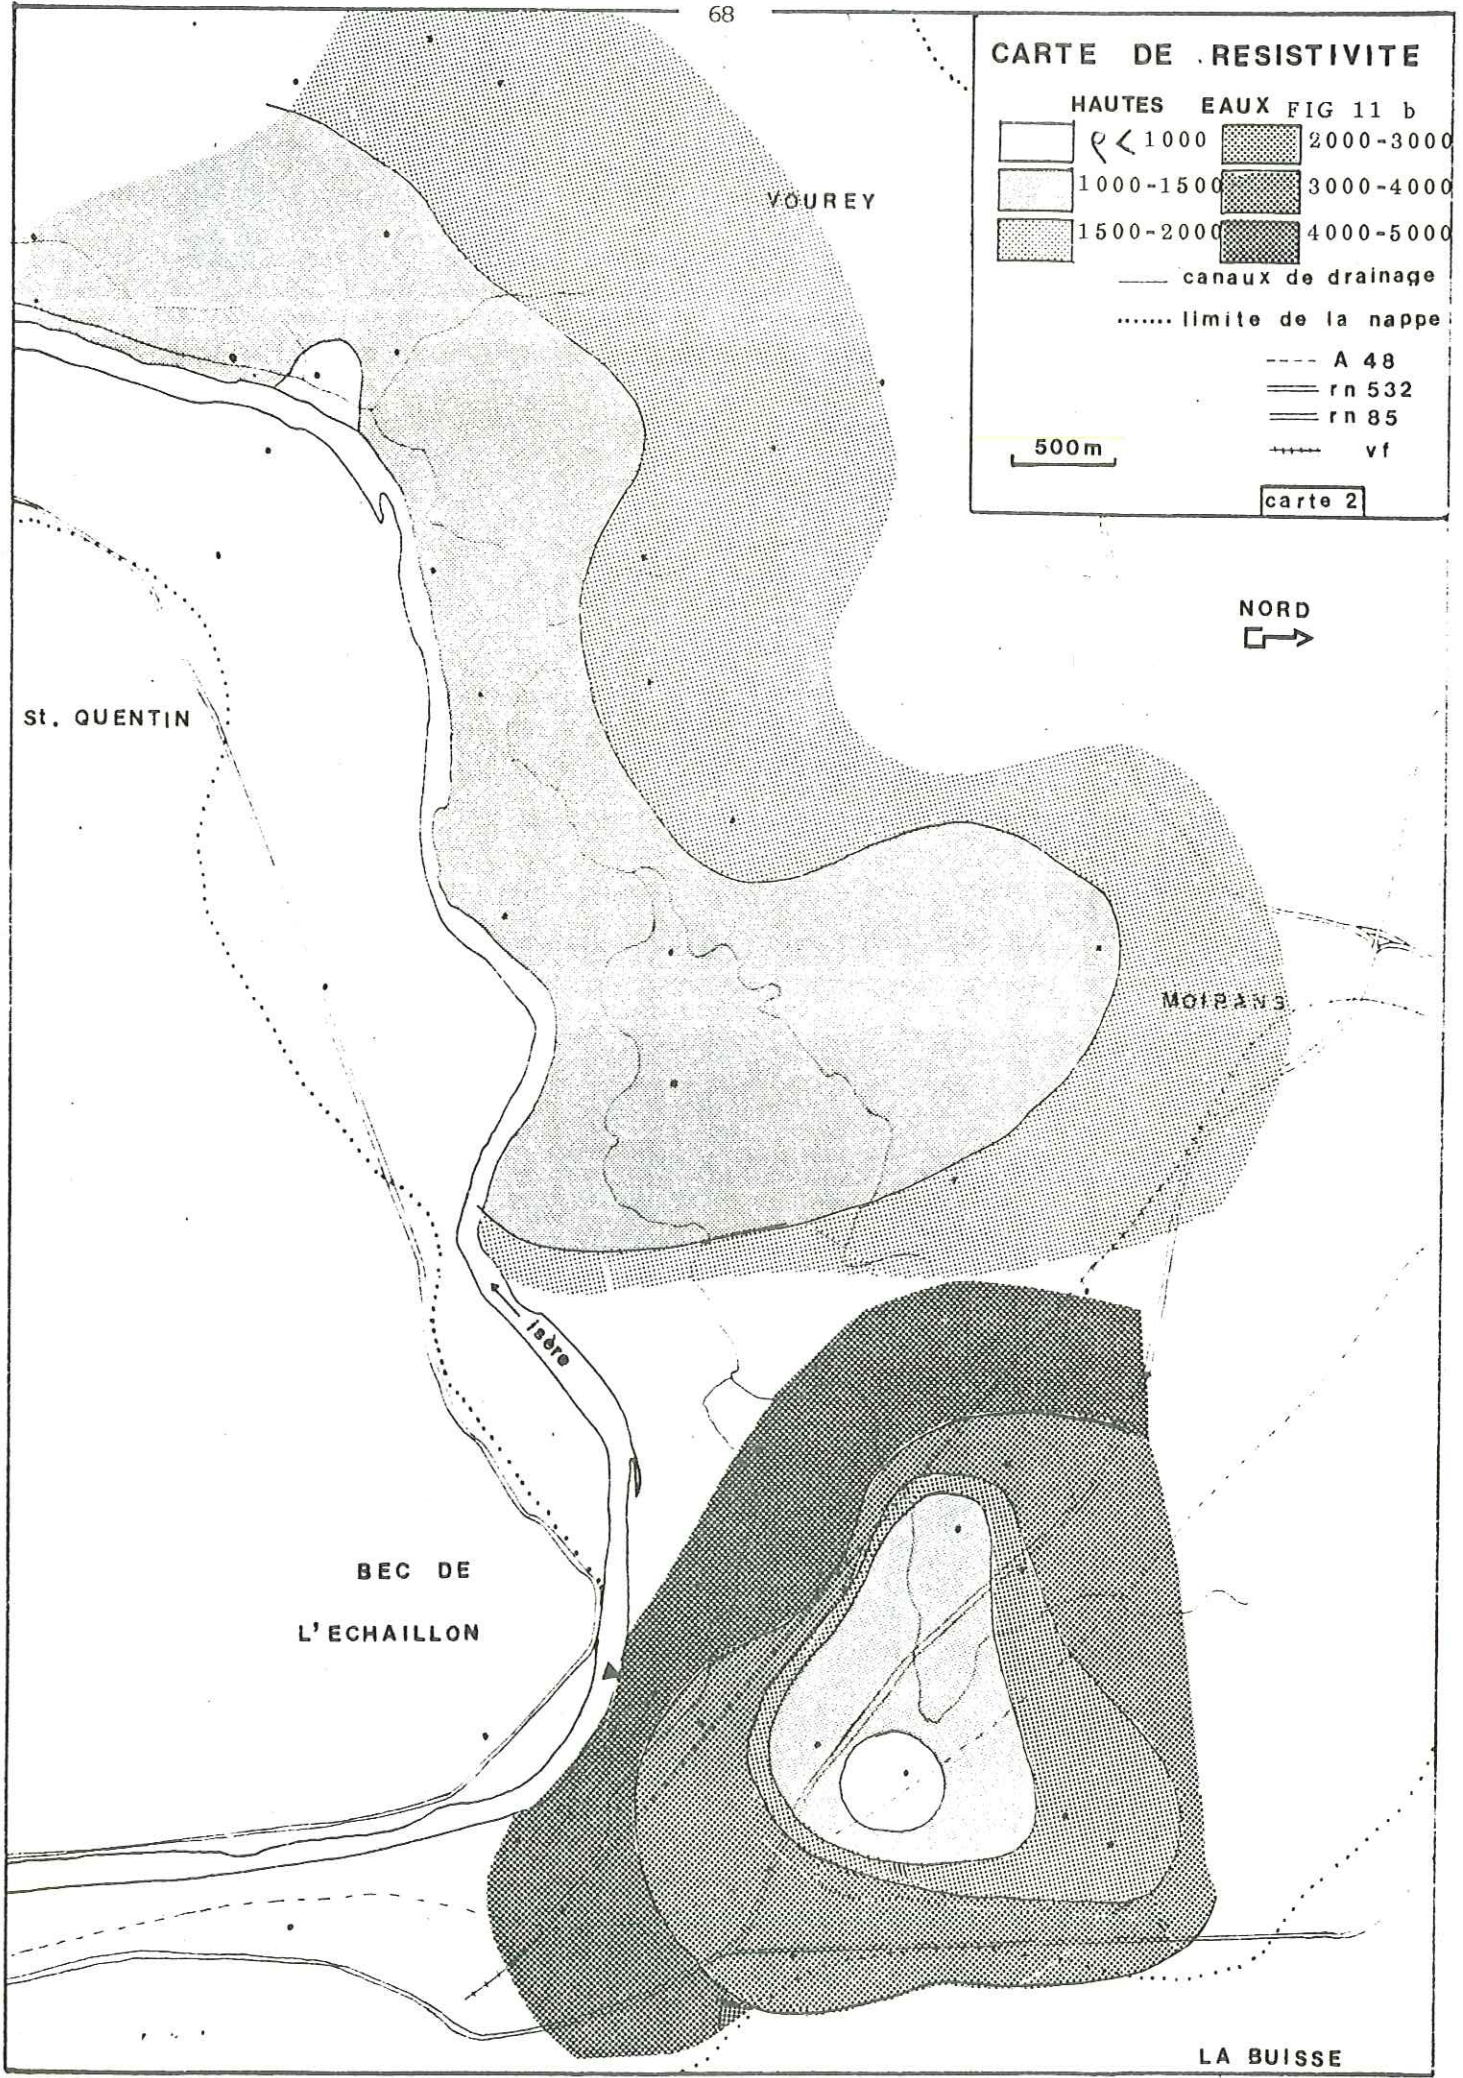 68
CARTE DE RESISTIVITE
HAUTES EAUX FIG 11 b
ρ < 1000 2000-3000
1000-1500 3000-4000
1500-2000 4000-5000
canaux de drainage
limite de la nappe
A 48
rn 532
rn 85
500m
vf
carte 2
VOUREY
NORD
St. QUENTIN
MOIRANS
isère
BEC DE
L'ECHAILLON
LA BUISSE